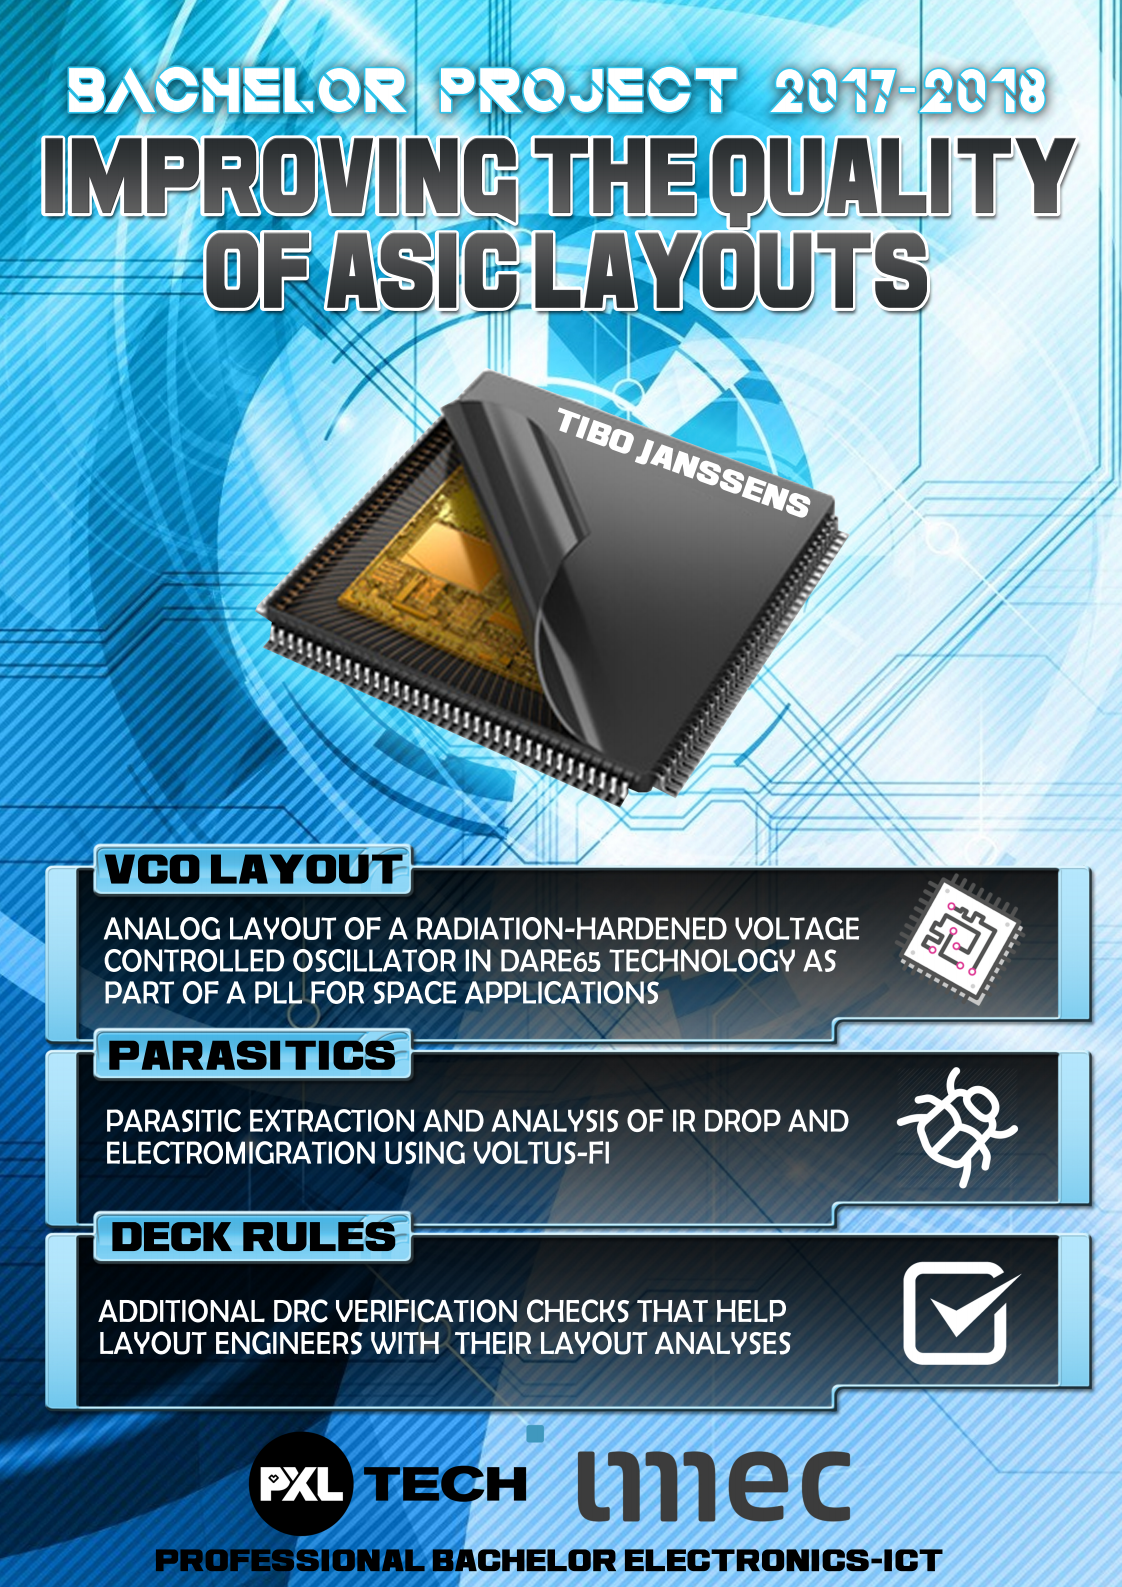 BACHELOR PROJECT 2017-2018
IMPROVING THE QUALITY
OF ASIC LAYOUTS
TIBO JANSSENS
VCO LAYOUT
ANALOG LAYOUT OF A RADIATION-HARDENED VOLTAGE
CONTROLLED OSCILLATOR IN DARE65 TECHNOLOGY AS
PART OF A PLL FOR SPACE APPLICATIONS
PARASITICS
PARASITIC EXTRACTION AND ANALYSIS OF IR DROP AND
ELECTROMIGRATION USING VOLTUS-FI
DECK RULES
ADDITIONAL DRC VERIFICATION CHECKS THAT HELP
LAYOUT ENGINEERS WITH THEIR LAYOUT ANALYSES
PXL TECH imec
PROFESSIONAL BACHELOR ELECTRONICS-ICT